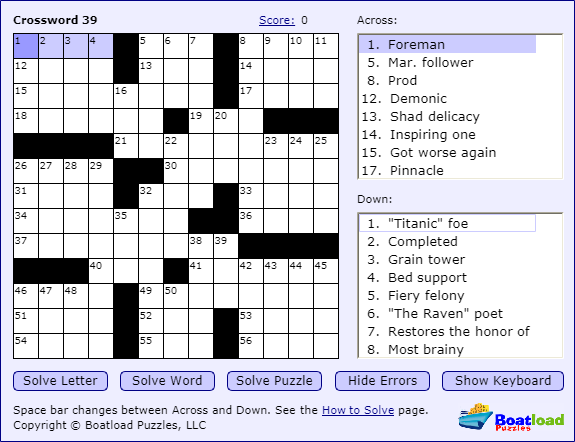 Crossword 39 Score: 0
1 2 3 4 5 6 7 8 9 10 11
12 13 14
15 16 17
18 19 20
21 22 23 24 25
26 27 28 29 30
31 32 33
34 35 36
37 38 39
40 41 42 43 44 45
46 47 48 49 50
51 52 53
54 55 56
Across:
1. Foreman
5. Mar. follower
8. Prod
12. Demonic
13. Shad delicacy
14. Inspiring one
15. Got worse again
17. Pinnacle
Down:
1. "Titanic" foe
2. Completed
3. Grain tower
4. Bed support
5. Fiery felony
6. "The Raven" poet
7. Restores the honor of
8. Most brainy
Solve Letter Solve Word Solve Puzzle Hide Errors Show Keyboard
Space bar changes between Across and Down. See the How to Solve page.
Copyright © Boatload Puzzles, LLC
Boatload
Puzzles